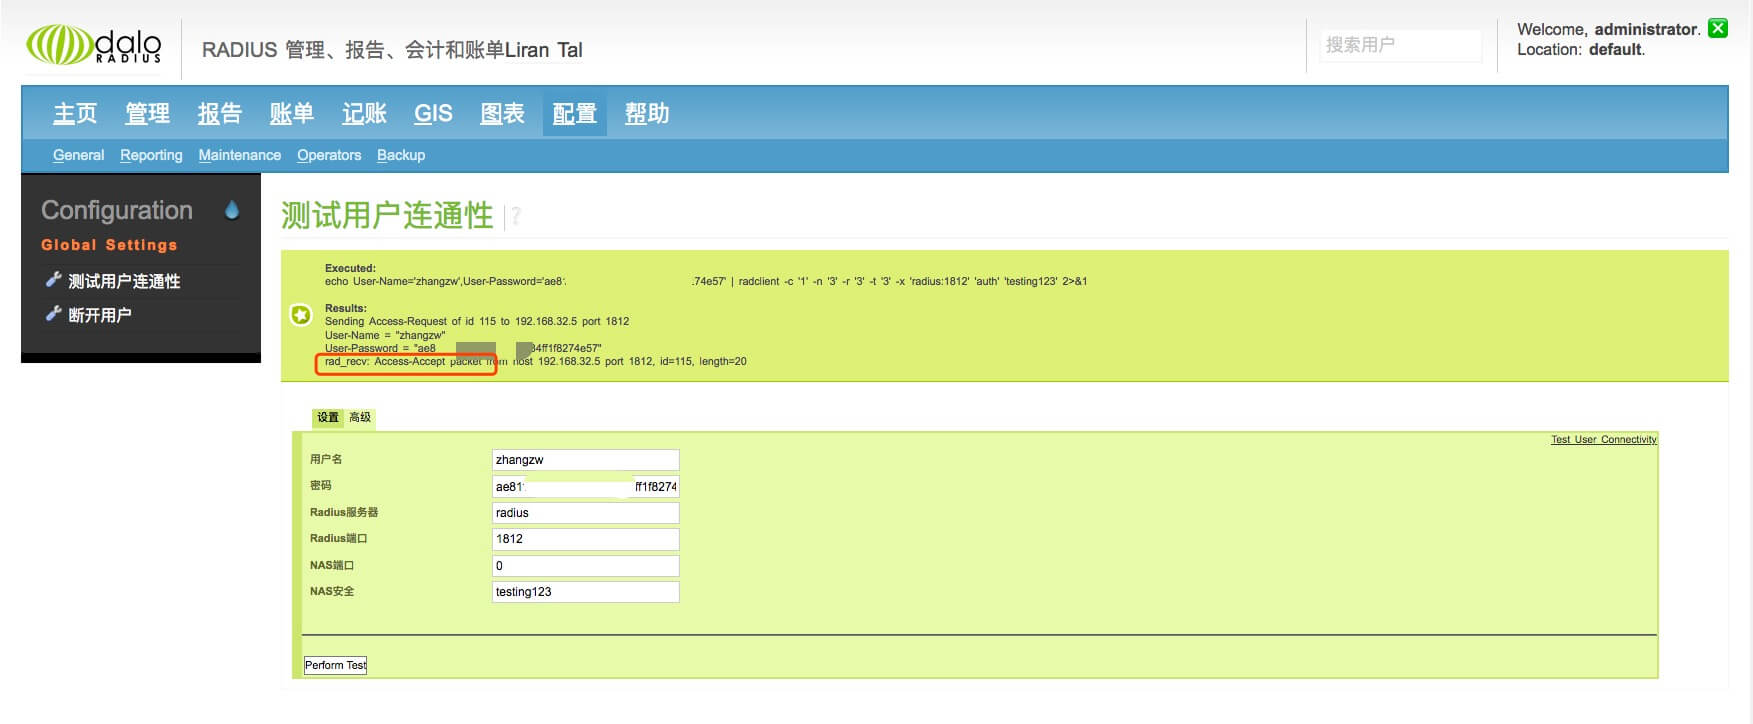 dalo
RADIUS
RADIUS 管理、报告、会计和账单Liran Tal
搜索用户
Welcome, administrator.
Location: default.
主页 管理 报告 账单 记账 GIS 图表 配置 帮助
General Reporting Maintenance Operators Backup
Configuration
Global Settings
测试用户连通性
断开用户
测试用户连通性 ?
Executed:
echo User-Name='zhangzw',User-Password='ae8 74e57' | radclient -c '1' -n '3' -r '3' -t '3' -x 'radius:1812' 'auth' 'testing123' 2>&1
Results:
Sending Access-Request of id 115 to 192.168.32.5 port 1812
User-Name = "zhangzw"
User-Password = "ae8 34ff1f8274e57"
rad_recv: Access-Accept packet from host 192.168.32.5 port 1812, id=115, length=20
设置 高级
Test User Connectivity
用户名 zhangzw
密码 ae81 ff1f8274
Radius服务器 radius
Radius端口 1812
NAS端口 0
NAS安全 testing123
Perform Test